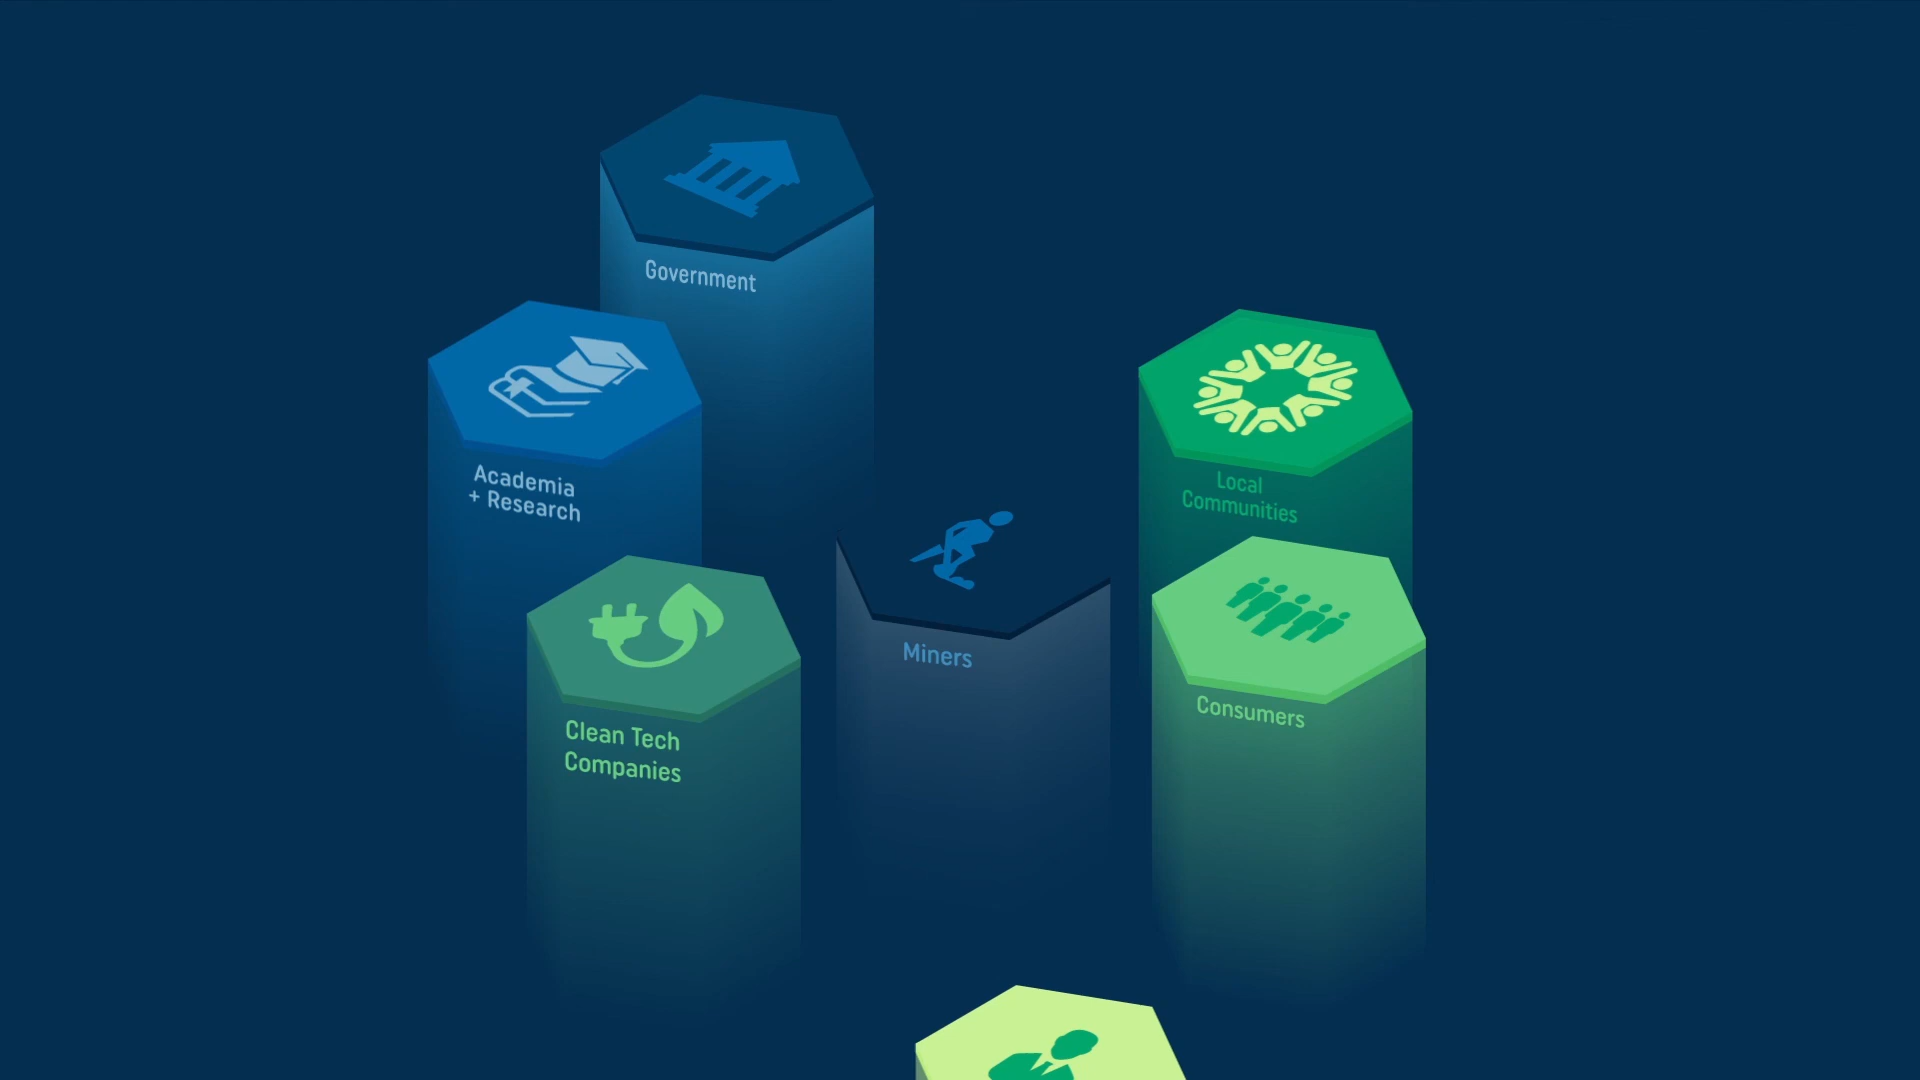 Government
Academia
+ Research
Local
Communities
Miners
Consumers
Clean Tech
Companies